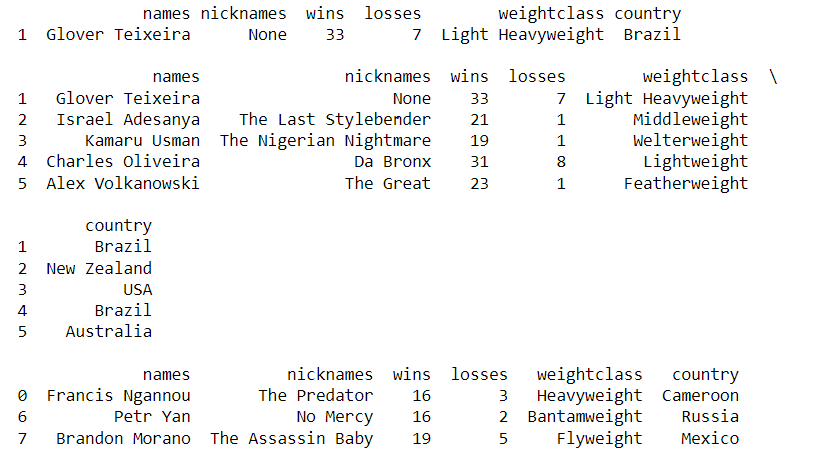 names nicknames wins losses weightclass country
1 Glover Teixeira None 33 7 Light Heavyweight Brazil
names nicknames wins losses weightclass \
1 Glover Teixeira None 33 7 Light Heavyweight
2 Israel Adesanya The Last Stylebender 21 1 Middleweight
3 Kamaru Usman The Nigerian Nightmare 19 1 Welterweight
4 Charles Oliveira Da Bronx 31 8 Lightweight
5 Alex Volkanowski The Great 23 1 Featherweight
country
1 Brazil
2 New Zealand
3 USA
4 Brazil
5 Australia
names nicknames wins losses weightclass country
0 Francis Ngannou The Predator 16 3 Heavyweight Cameroon
6 Petr Yan No Mercy 16 2 Bantamweight Russia
7 Brandon Morano The Assassin Baby 19 5 Flyweight Mexico